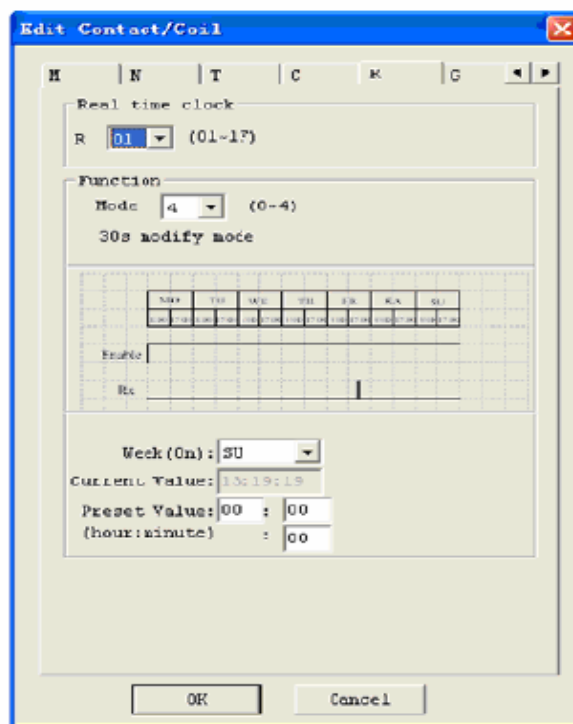 Edit Contact/Coil
M N T C R G
Real time clock
R 01 (01~1F)
Function
Mode 4 (0~4)
30s modify mode
MO TU WE TH FR SA SU
Enable
Rx
Week(On): SU
Current Value: 13:19:19
Preset Value: 00 : 00
(hour:minute) : 00
OK Cancel